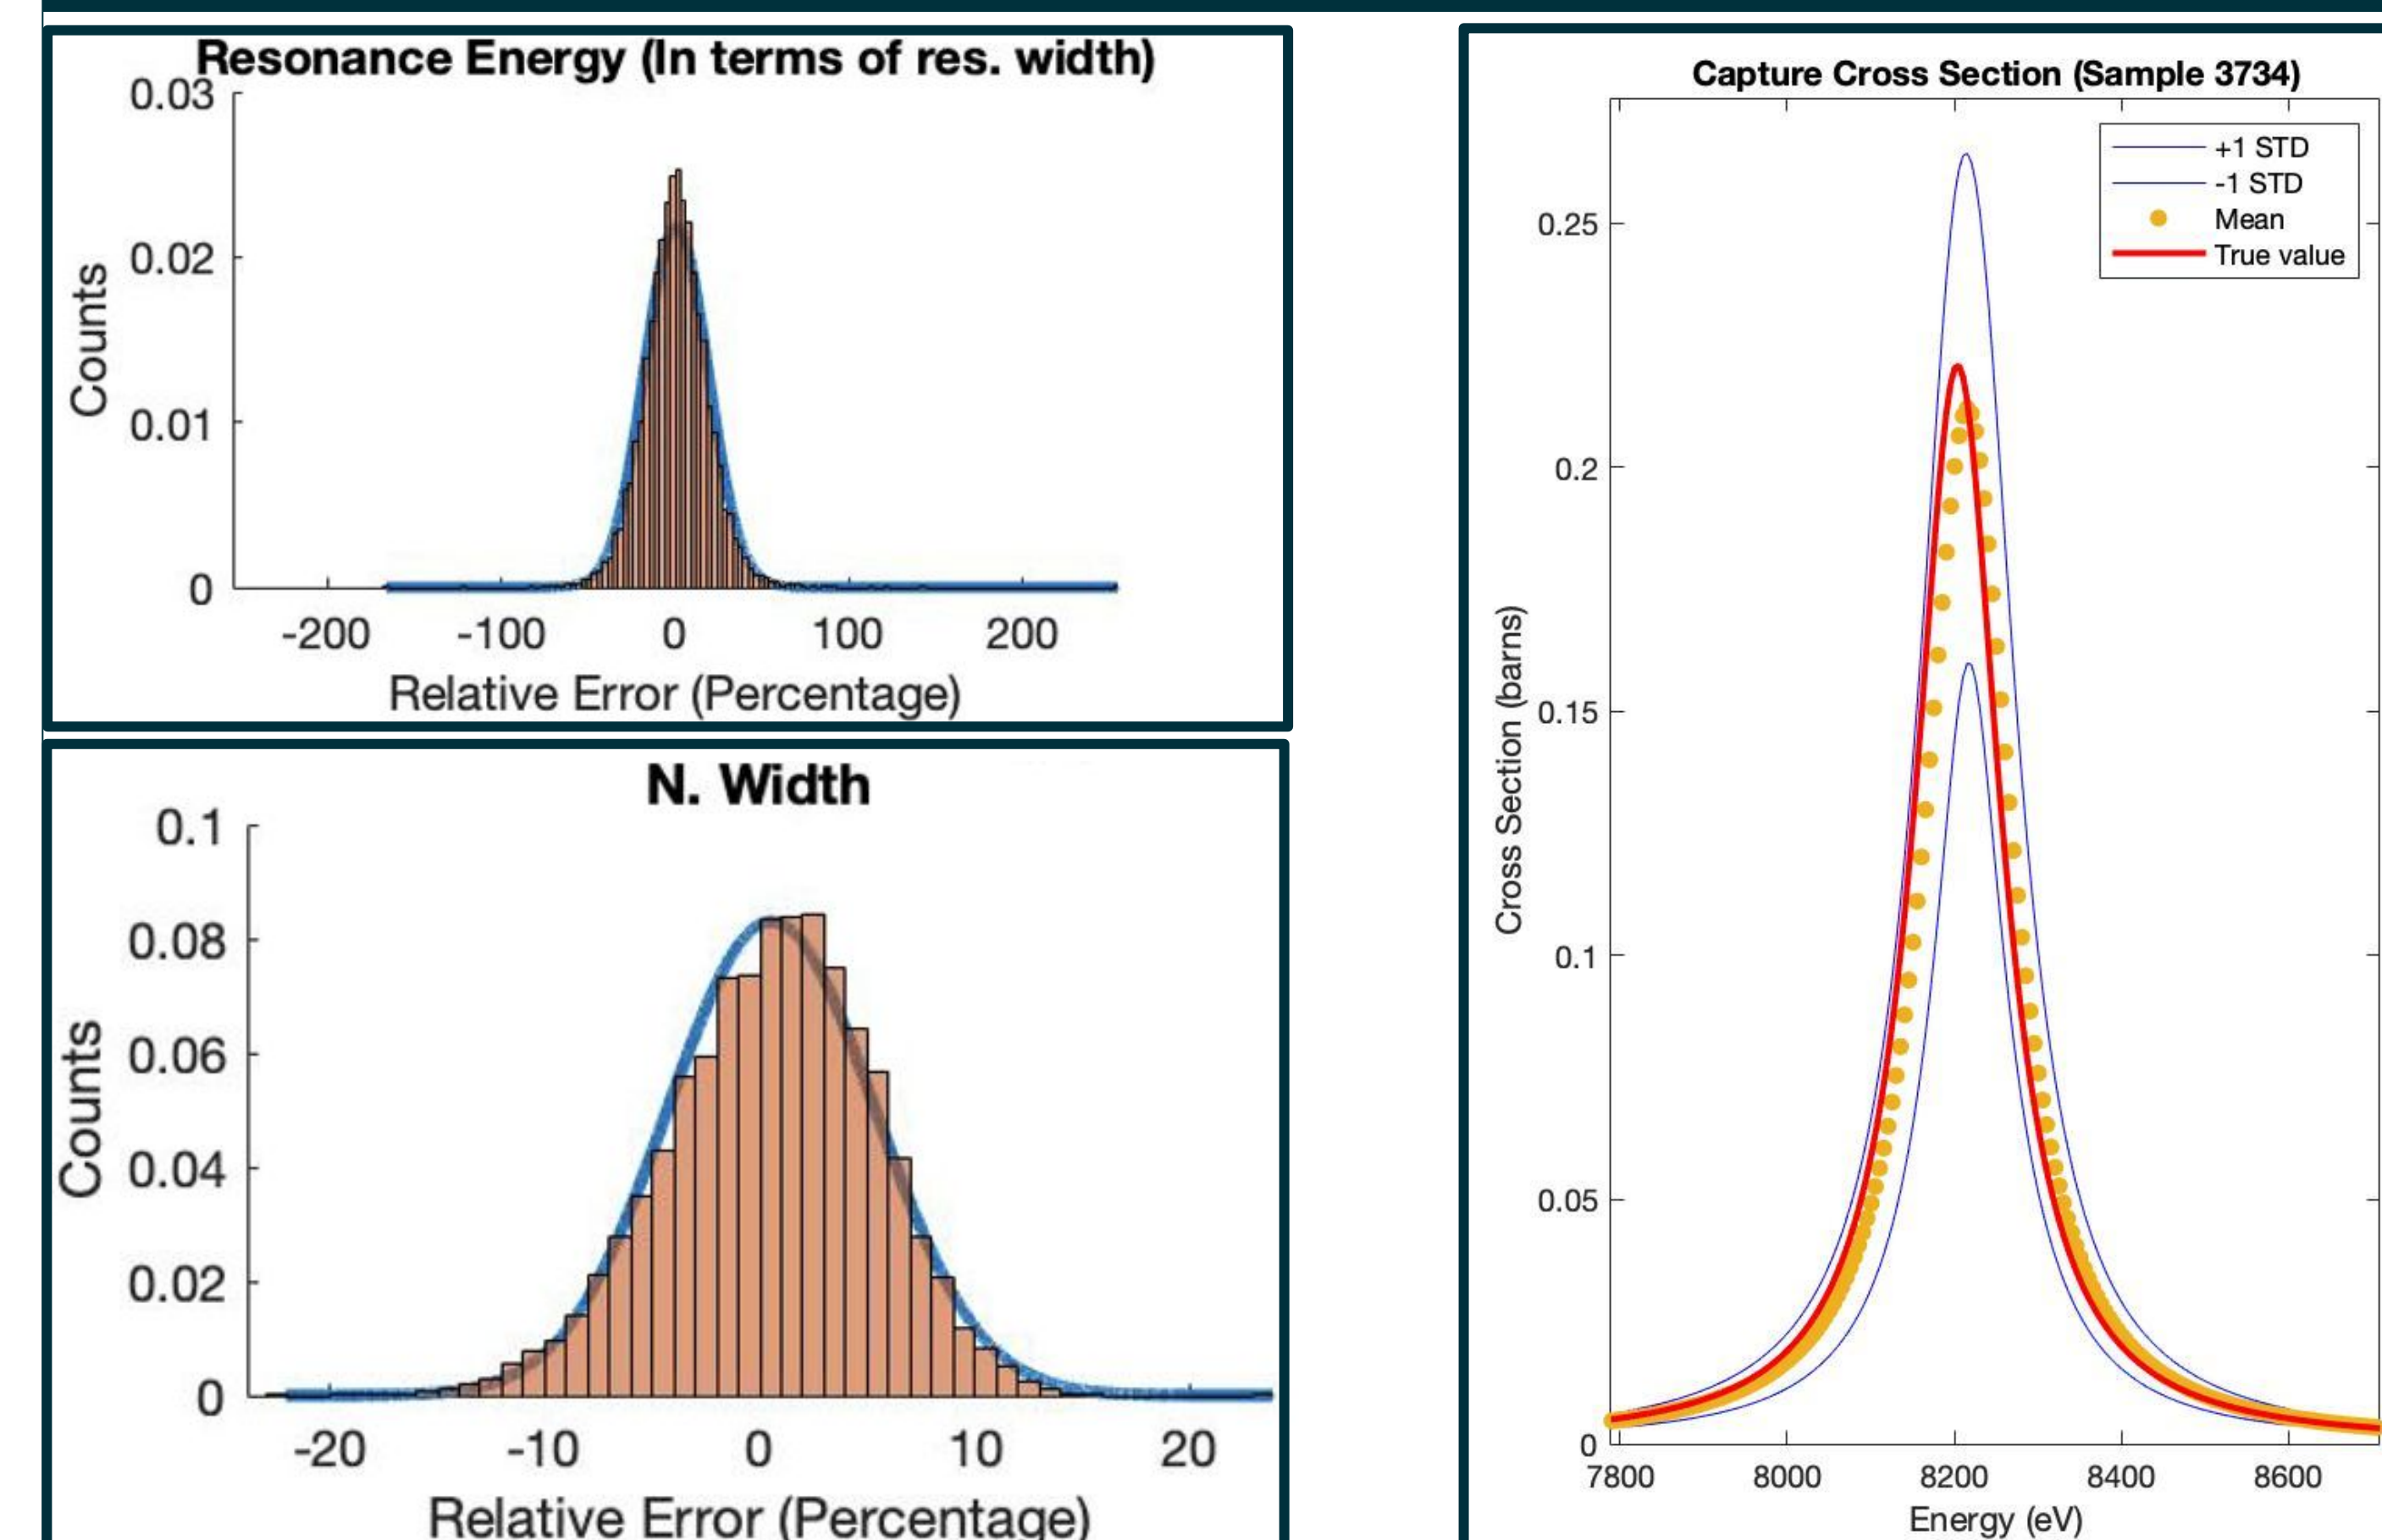 Resonance Energy (In terms of res. width)
0.03
0.02
0.01
0
Counts
-200 -100 0 100 200
Relative Error (Percentage)
N. Width
0.1
0.08
0.06
0.04
0.02
0
Counts
-20 -10 0 10 20
Relative Error (Percentage)
Capture Cross Section (Sample 3734)
+1 STD
-1 STD
Mean
True value
0.25
0.2
0.15
0.1
0.05
0
Cross Section (barns)
7800 8000 8200 8400 8600
Energy (eV)